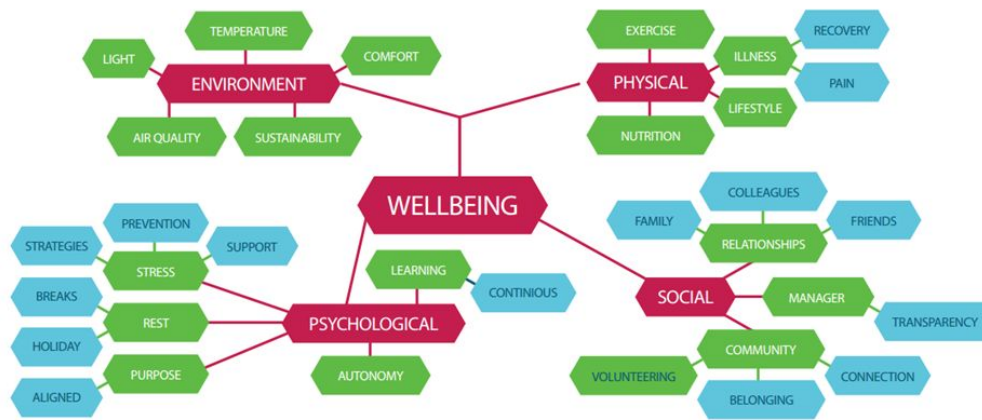 TEMPERATURE
LIGHT
COMFORT
ENVIRONMENT
AIR QUALITY
SUSTAINABILITY
EXERCISE
RECOVERY
ILLNESS
PHYSICAL
PAIN
LIFESTYLE
NUTRITION
WELLBEING
PREVENTION
STRATEGIES
SUPPORT
STRESS
LEARNING
BREAKS
CONTINIOUS
REST
PSYCHOLOGICAL
HOLIDAY
PURPOSE
AUTONOMY
ALIGNED
COLLEAGUES
FAMILY
FRIENDS
RELATIONSHIPS
SOCIAL
MANAGER
TRANSPARENCY
COMMUNITY
VOLUNTEERING
CONNECTION
BELONGING